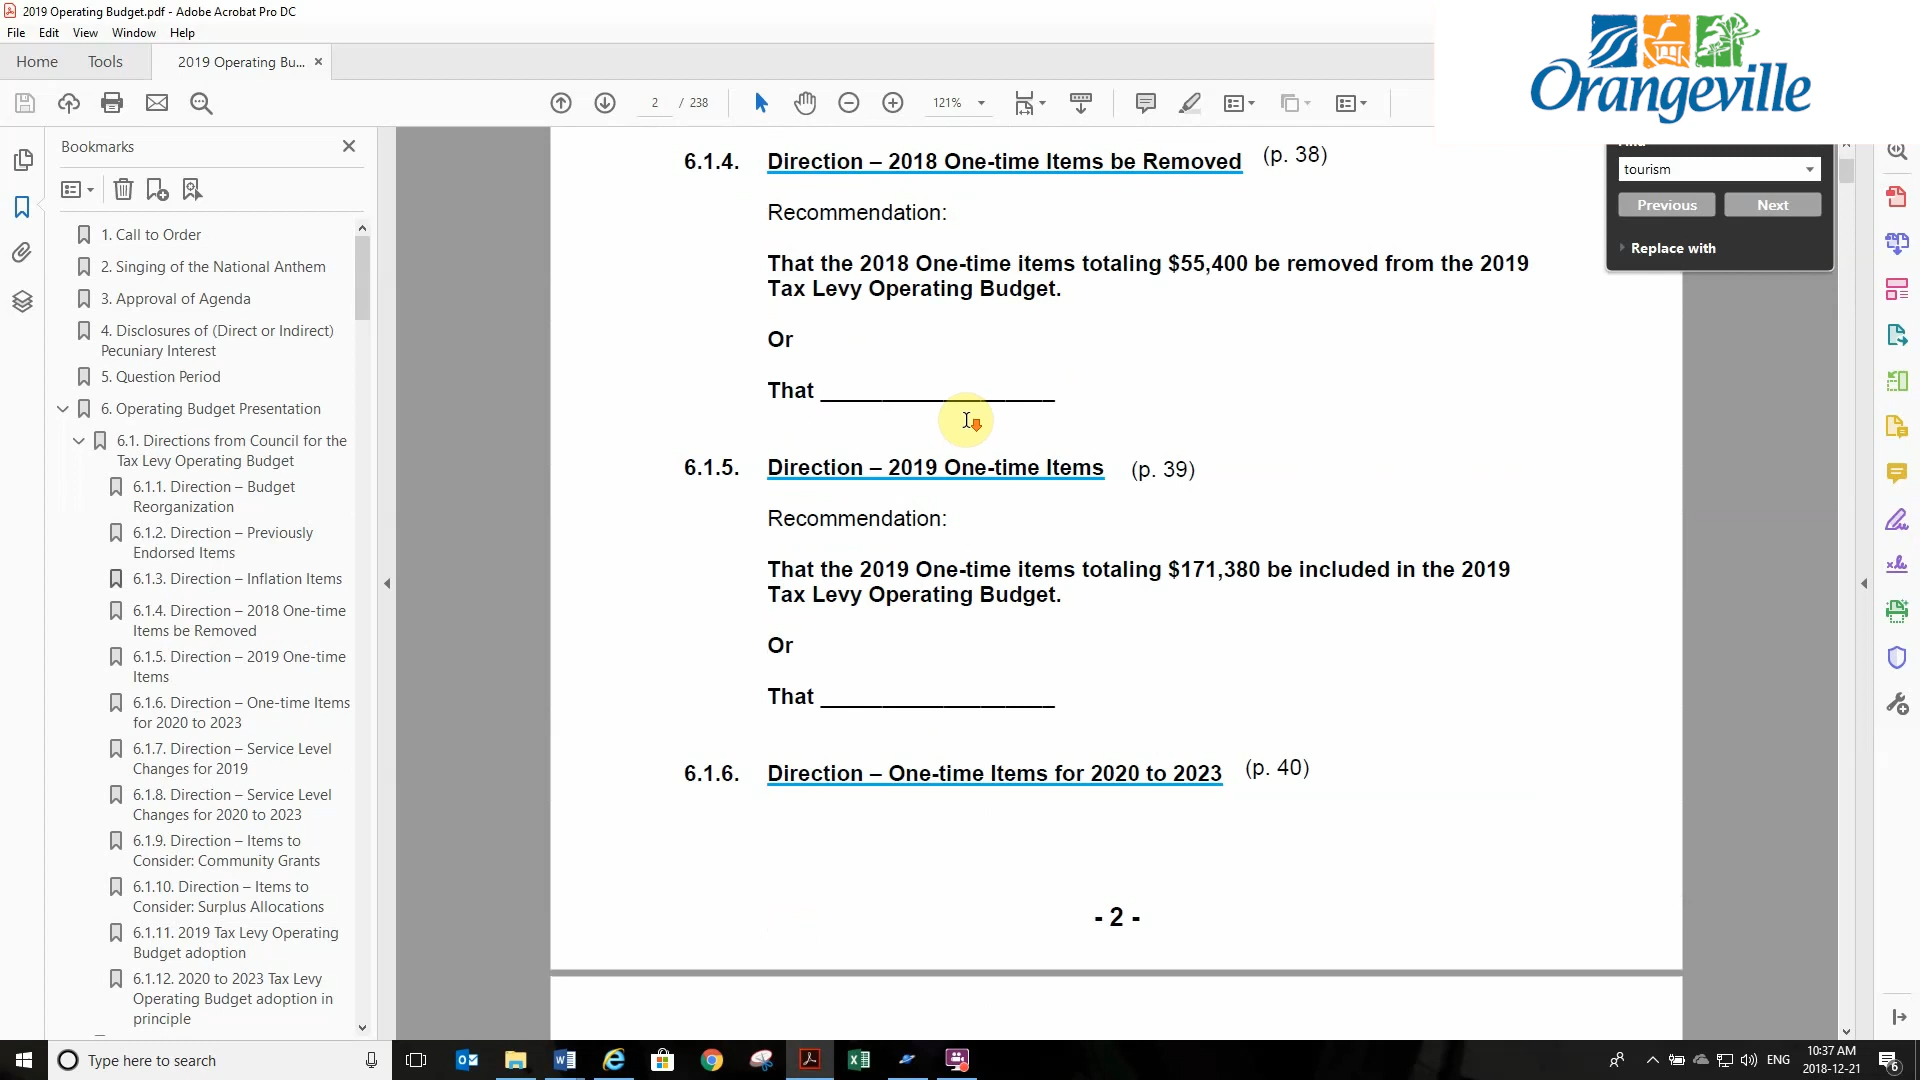 2019 Operating Budget.pdf - Adobe Acrobat Pro DC
File Edit View Window Help
Home Tools 2019 Operating Bu... ×
2 / 238 121%
Orangeville
Bookmarks
1. Call to Order
2. Singing of the National Anthem
3. Approval of Agenda
4. Disclosures of (Direct or Indirect)
Pecuniary Interest
5. Question Period
6. Operating Budget Presentation
6.1. Directions from Council for the
Tax Levy Operating Budget
6.1.1. Direction – Budget
Reorganization
6.1.2. Direction – Previously
Endorsed Items
6.1.3. Direction – Inflation Items
6.1.4. Direction – 2018 One-time
Items be Removed
6.1.5. Direction – 2019 One-time
Items
6.1.6. Direction – One-time Items
for 2020 to 2023
6.1.7. Direction – Service Level
Changes for 2019
6.1.8. Direction – Service Level
Changes for 2020 to 2023
6.1.9. Direction – Items to
Consider: Community Grants
6.1.10. Direction – Items to
Consider: Surplus Allocations
6.1.11. 2019 Tax Levy Operating
Budget adoption
6.1.12. 2020 to 2023 Tax Levy
Operating Budget adoption in
principle
6.1.4. Direction – 2018 One-time Items be Removed (p. 38)
Recommendation:
That the 2018 One-time items totaling $55,400 be removed from the 2019
Tax Levy Operating Budget.
Or
That ___________________
6.1.5. Direction – 2019 One-time Items (p. 39)
Recommendation:
That the 2019 One-time items totaling $171,380 be included in the 2019
Tax Levy Operating Budget.
Or
That ___________________
6.1.6. Direction – One-time Items for 2020 to 2023 (p. 40)
- 2 -
tourism
Previous Next
Replace with
Type here to search
ENG
10:37 AM
2018-12-21
6